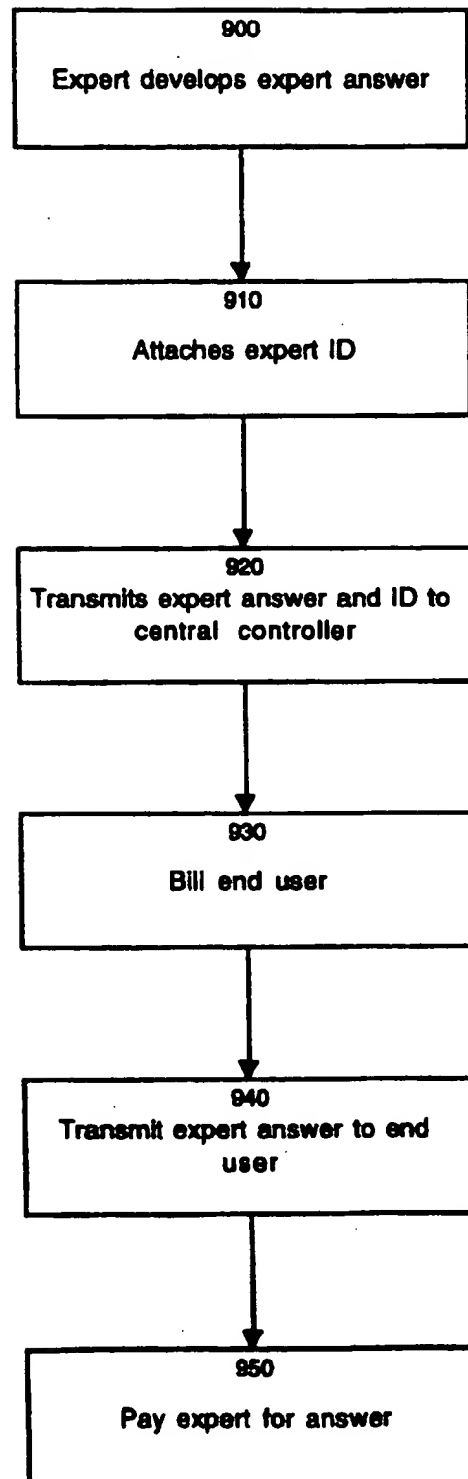 900
Expert develops expert answer
910
Attaches expert ID
920
Transmits expert answer and ID to
central controller
930
Bill end user
940
Transmit expert answer to end
user
950
Pay expert for answer